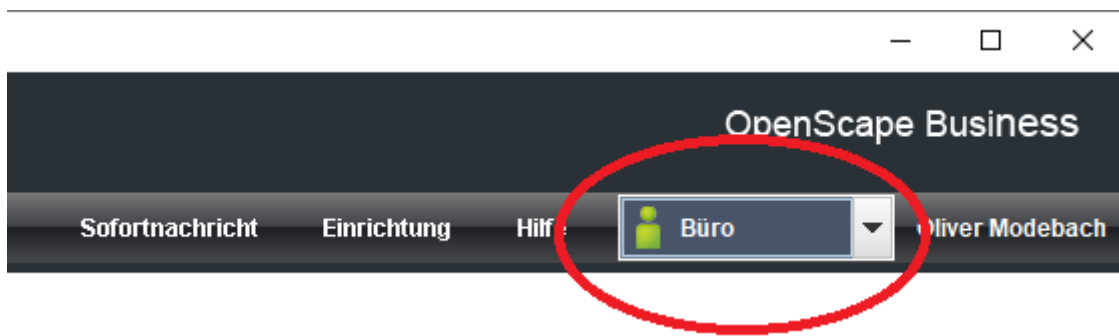 OpenScape Business
Sofortnachricht Einrichtung Hilfe Büro Oliver Modebach